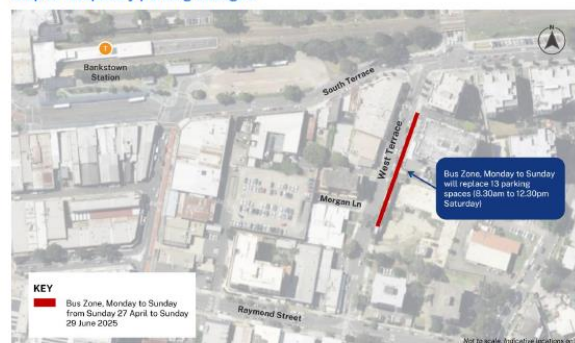 N
T
Bankstown
Station
South Terrace
West Terrace
Bus Zone, Monday to Sunday
will replace 13 parking
spaces (8.30am to 12.30pm
Saturday)
Morgan Ln
KEY
Bus Zone, Monday to Sunday
from Sunday 27 April to Sunday
29 June 2025
Raymond Street
Not to scale. Indicative locations